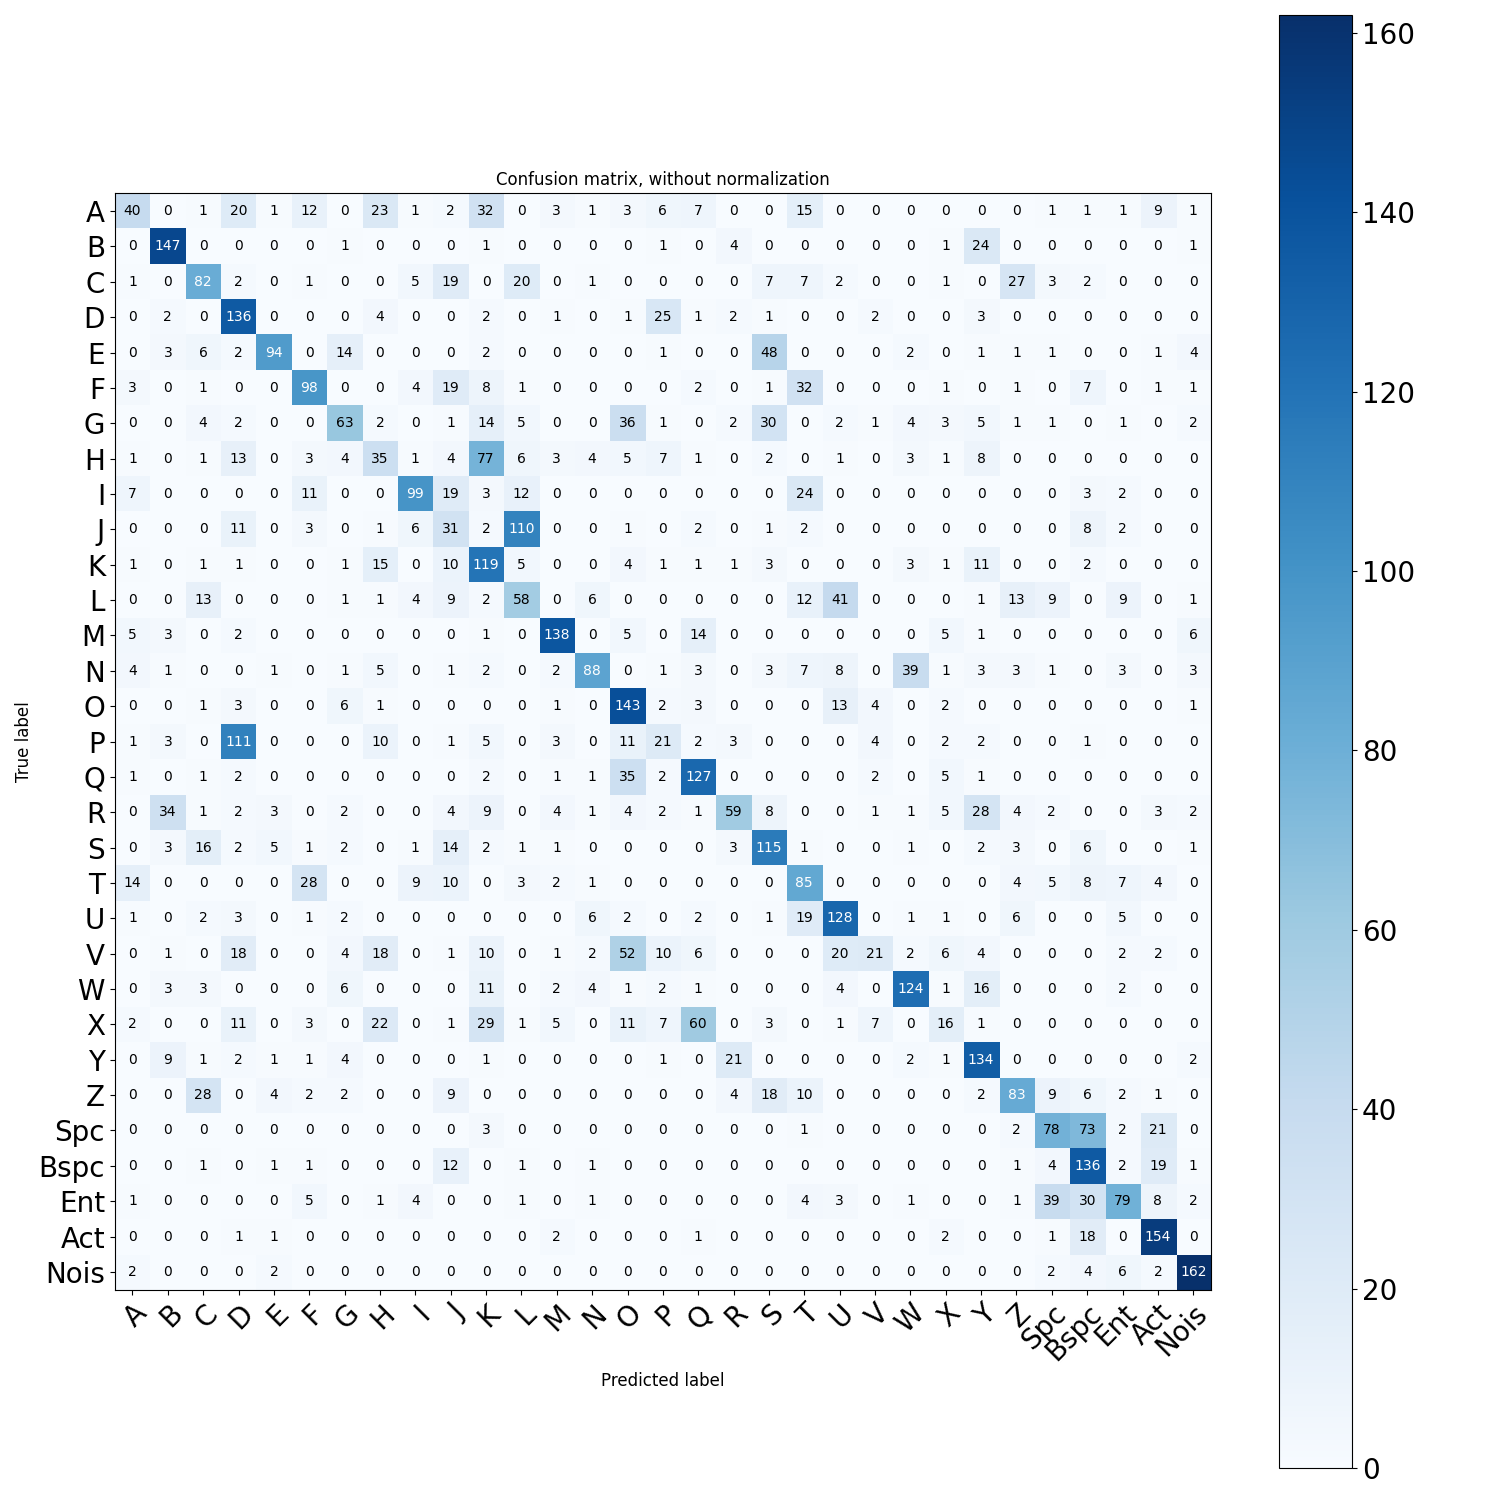 Confusion matrix, without normalization
A 40 0 1 20 1 12 0 23 1 2 32 0 3 1 3 6 7 0 0 15 0 0 0 0 0 0 1 1 1 9 1
B 0 147 0 0 0 0 1 0 0 0 1 0 0 0 0 1 0 4 0 0 0 0 0 1 24 0 0 0 0 0 1
C 1 0 82 2 0 1 0 0 5 19 0 20 0 1 0 0 0 0 7 7 2 0 0 1 0 27 3 2 0 0 0
D 0 2 0 136 0 0 0 4 0 0 2 0 1 0 1 25 1 2 1 0 0 2 0 0 3 0 0 0 0 0 0
E 0 3 6 2 94 0 14 0 0 0 2 0 0 0 0 1 0 0 48 0 0 0 2 0 1 1 1 0 0 1 4
F 3 0 1 0 0 98 0 0 4 19 8 1 0 0 0 0 2 0 1 32 0 0 0 1 0 1 0 7 0 1 1
G 0 0 4 2 0 0 63 2 0 1 14 5 0 0 36 1 0 2 30 0 2 1 4 3 5 1 1 0 1 0 2
H 1 0 1 13 0 3 4 35 1 4 77 6 3 4 5 7 1 0 2 0 1 0 3 1 8 0 0 0 0 0 0
I 7 0 0 0 0 11 0 0 99 19 3 12 0 0 0 0 0 0 0 24 0 0 0 0 0 0 0 3 2 0 0
J 0 0 0 11 0 3 0 1 6 31 2 110 0 0 1 0 2 0 1 2 0 0 0 0 0 0 0 8 2 0 0
K 1 0 1 1 0 0 1 15 0 10 119 5 0 0 4 1 1 1 3 0 0 0 3 1 11 0 0 2 0 0 0
L 0 0 13 0 0 0 1 1 4 9 2 58 0 6 0 0 0 0 0 12 41 0 0 0 1 13 9 0 9 0 1
M 5 3 0 2 0 0 0 0 0 0 1 0 138 0 5 0 14 0 0 0 0 0 0 5 1 0 0 0 0 0 6
N 4 1 0 0 1 0 1 5 0 1 2 0 2 88 0 1 3 0 3 7 8 0 39 1 3 3 1 0 3 0 3
O 0 0 1 3 0 0 6 1 0 0 0 0 1 0 143 2 3 0 0 0 13 4 0 2 0 0 0 0 0 0 1
P 1 3 0 111 0 0 0 10 0 1 5 0 3 0 11 21 2 3 0 0 0 4 0 2 2 0 0 1 0 0 0
Q 1 0 1 2 0 0 0 0 0 0 2 0 1 1 35 2 127 0 0 0 0 2 0 5 1 0 0 0 0 0 0
R 0 34 1 2 3 0 2 0 0 4 9 0 4 1 4 2 1 59 8 0 0 1 1 5 28 4 2 0 0 3 2
S 0 3 16 2 5 1 2 0 1 14 2 1 1 0 0 0 0 3 115 1 0 0 1 0 2 3 0 6 0 0 1
T 14 0 0 0 0 28 0 0 9 10 0 3 2 1 0 0 0 0 0 85 0 0 0 0 0 4 5 8 7 4 0
U 1 0 2 3 0 1 2 0 0 0 0 0 0 6 2 0 2 0 1 19 128 0 1 1 0 6 0 0 5 0 0
V 0 1 0 18 0 0 4 18 0 1 10 0 1 2 52 10 6 0 0 0 20 21 2 6 4 0 0 0 2 2 0
W 0 3 3 0 0 0 6 0 0 0 11 0 2 4 1 2 1 0 0 0 4 0 124 1 16 0 0 0 2 0 0
X 2 0 0 11 0 3 0 22 0 1 29 1 5 0 11 7 60 0 3 0 1 7 0 16 1 0 0 0 0 0 0
Y 0 9 1 2 1 1 4 0 0 0 1 0 0 0 0 1 0 21 0 0 0 0 2 1 134 0 0 0 0 0 2
Z 0 0 28 0 4 2 2 0 0 9 0 0 0 0 0 0 0 4 18 10 0 0 0 0 2 83 9 6 2 1 0
Spc 0 0 0 0 0 0 0 0 0 0 3 0 0 0 0 0 0 0 0 1 0 0 0 0 0 2 78 73 2 21 0
Bspc 0 0 1 0 1 1 0 0 0 12 0 1 0 1 0 0 0 0 0 0 0 0 0 0 0 1 4 136 2 19 1
Ent 1 0 0 0 0 5 0 1 4 0 0 1 0 1 0 0 0 0 0 4 3 0 1 0 0 1 39 30 79 8 2
Act 0 0 0 1 1 0 0 0 0 0 0 0 2 0 0 0 1 0 0 0 0 0 0 2 0 0 1 18 0 154 0
Nois 2 0 0 0 2 0 0 0 0 0 0 0 0 0 0 0 0 0 0 0 0 0 0 0 0 0 2 4 6 2 162
A B C D E F G H I J K L M N O P Q R S T U V W X Y Z Spc Bspc Ent Act Nois
True label
Predicted label
160
140
120
100
80
60
40
20
0